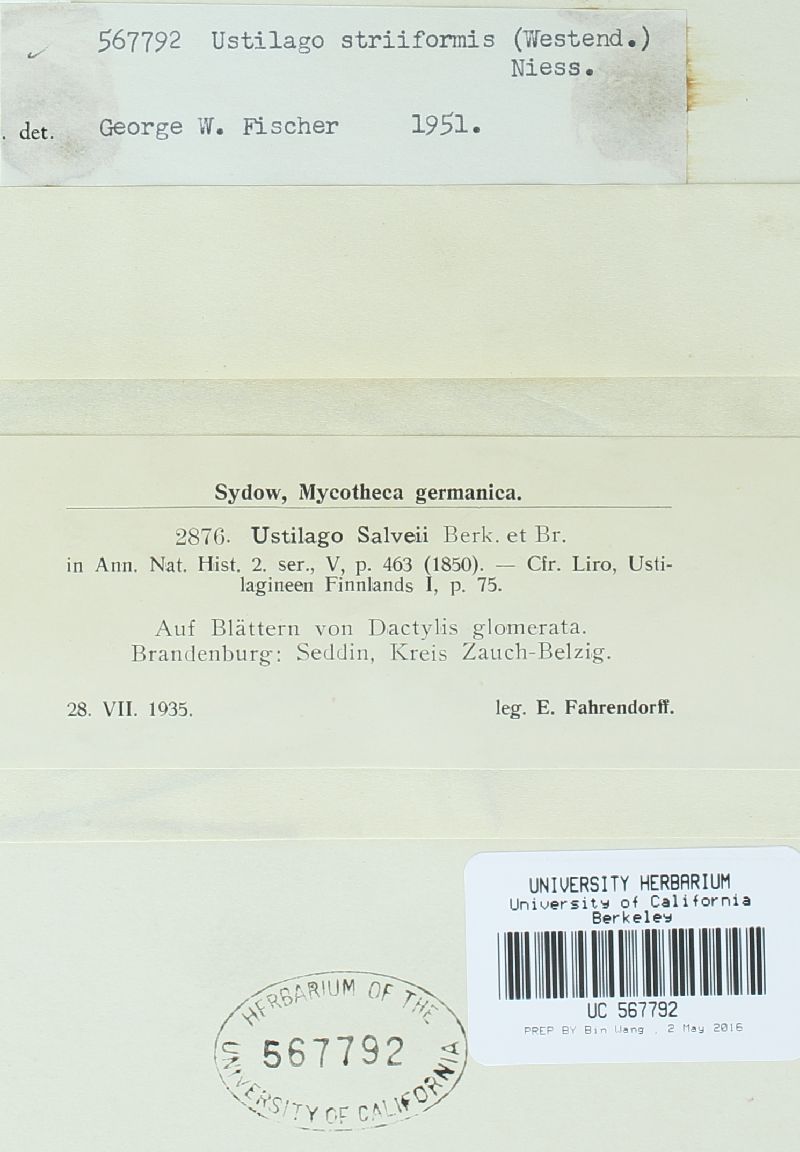 567792 Ustilago striiformis (Westend.)
Niess.
. det. George W. Fischer 1951.
Sydow, Mycotheca germanica.
2876. Ustilago Salveii Berk. et Br.
in Ann. Nat. Hist. 2. ser., V, p. 463 (1850). — Cfr. Liro, Usti-
lagineen Finnlands I, p. 75.
Auf Blättern von Dactylis glomerata.
Brandenburg: Seddin, Kreis Zauch-Belzig.
28. VII. 1935. leg. E. Fahrendorff.
UNIVERSITY HERBARIUM
University of California
Berkeley
UC 567792
PREP BY Bin Wang , 2 May 2016
HERBARIUM OF THE
567792
UNIVERSITY OF CALIFORNIA